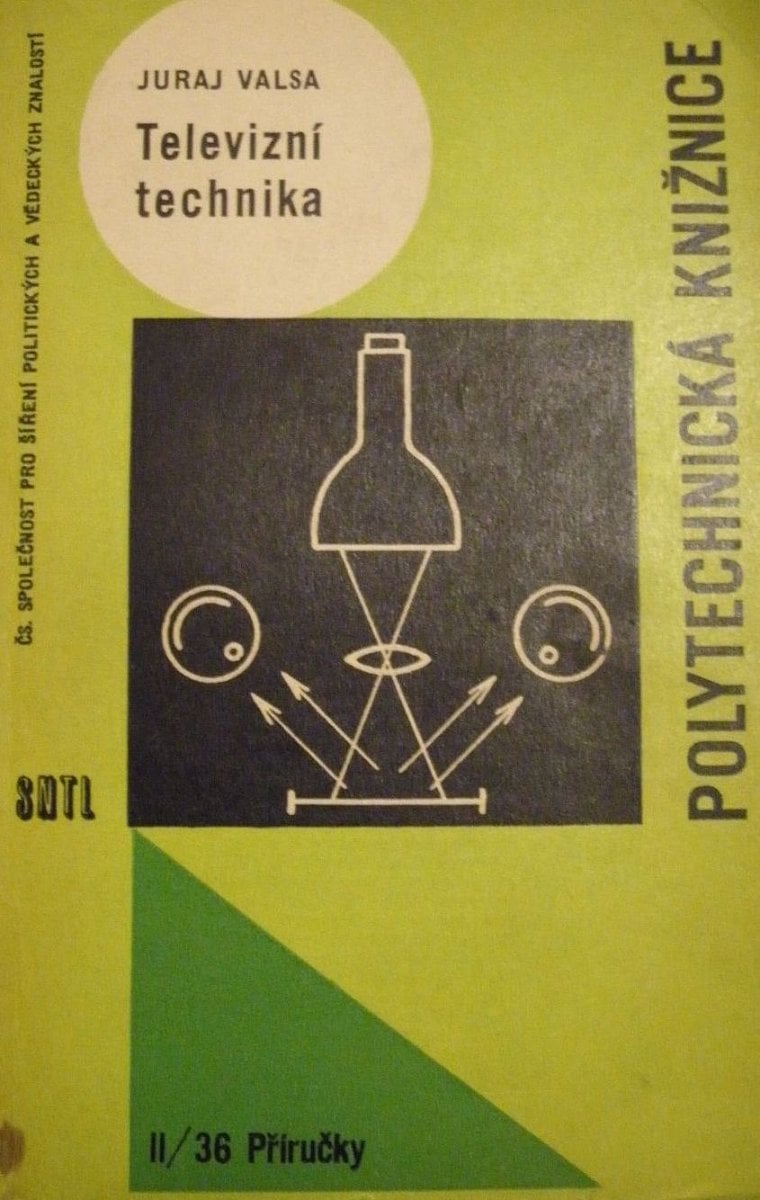 JURAJ VALSA
Televizní
technika
ČS. SPOLEČNOST PRO ŠÍŘENÍ POLITICKÝCH A VĚDECKÝCH ZNALOSTÍ
POLYTECHNICKÁ KNIŽNICE
SNTL
II/36 Příručky